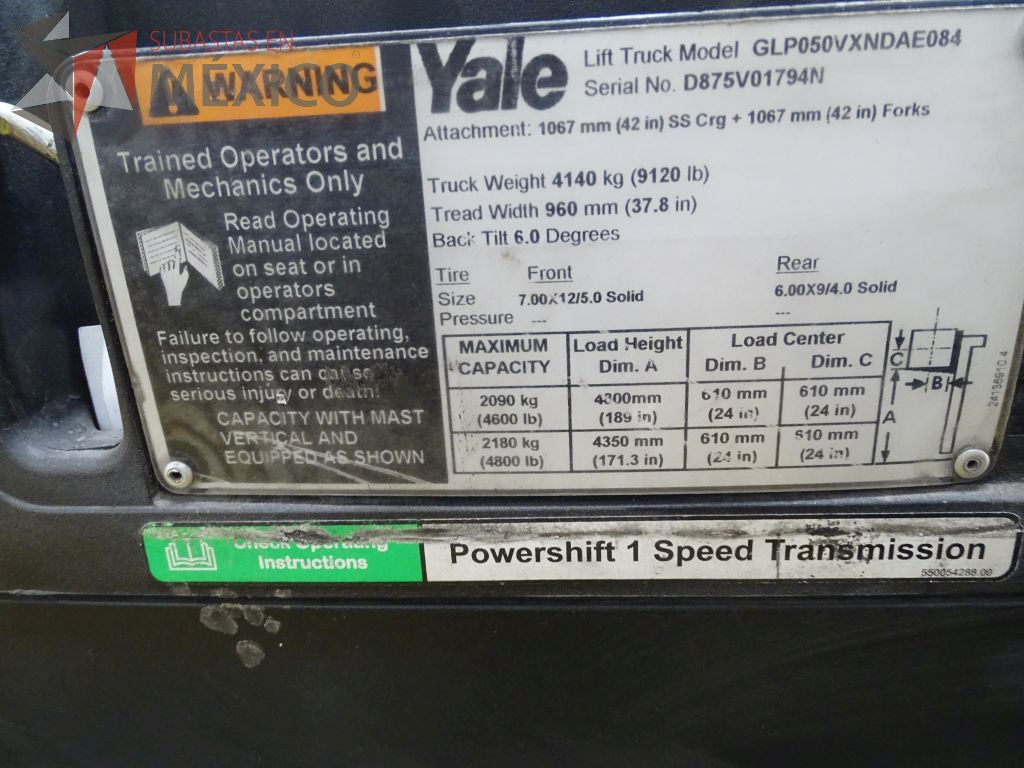 SUBASTAS EN
MÉXICO
WARNING
Trained Operators and
Mechanics Only
Read Operating
Manual located
on seat or in
operators
compartment
Failure to follow operating,
inspection, and maintenance
instructions can cause
serious injury or death.
CAPACITY WITH MAST
VERTICAL AND
EQUIPPED AS SHOWN
Yale
Lift Truck Model GLP050VXNDAE084
Serial No. D875V01794N
Attachment: 1067 mm (42 in) SS Crg + 1067 mm (42 in) Forks
Truck Weight 4140 kg (9120 lb)
Tread Width 960 mm (37.8 in)
Back Tilt 6.0 Degrees
Tire Front Rear
Size 7.00X12/5.0 Solid 6.00X9/4.0 Solid
Pressure --- ---
MAXIMUM CAPACITY Load Height Dim. A Load Center Dim. B Dim. C
2090 kg 4800mm 610 mm 610 mm
(4600 lb) (189 in) (24 in) (24 in)
2180 kg 4350 mm 610 mm 610 mm
(4800 lb) (171.3 in) (24 in) (24 in)
C
B
A
24136910 4
Check Operating
Instructions
Powershift 1 Speed Transmission
550054288.00